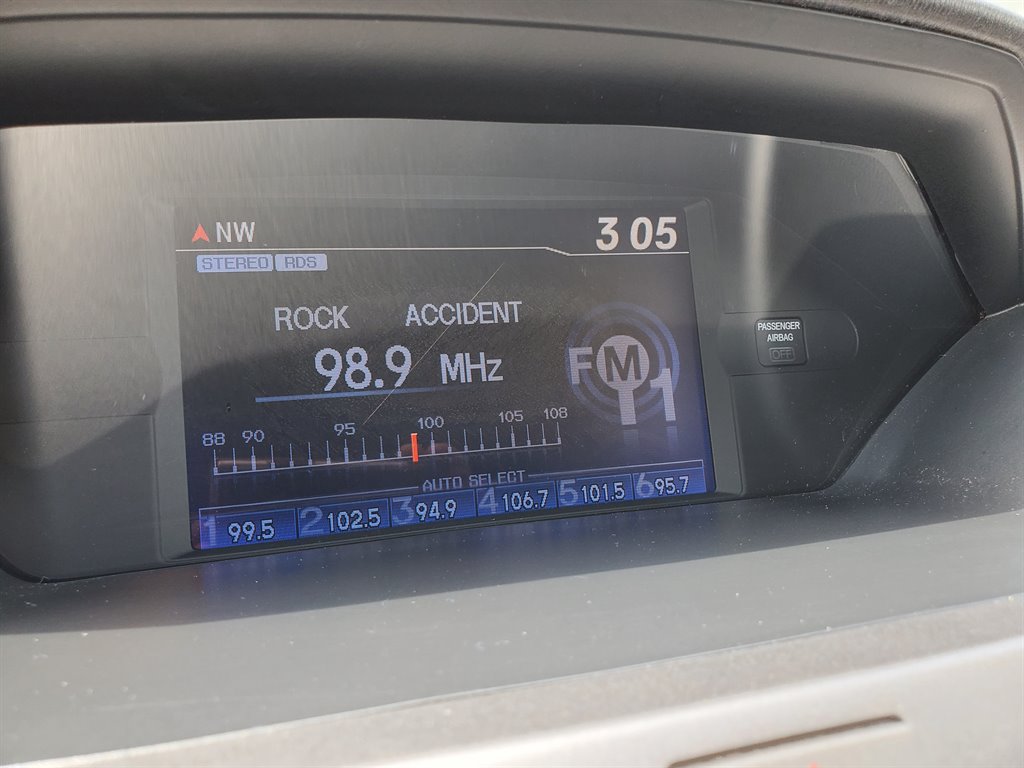 NW 3 05
STEREO RDS
ROCK ACCIDENT
98.9 MHz
FM1
88 90 95 100 105 108
AUTO SELECT
1 99.5 2 102.5 3 94.9 4 106.7 5 101.5 6 95.7
PASSENGER
AIRBAG
OFF